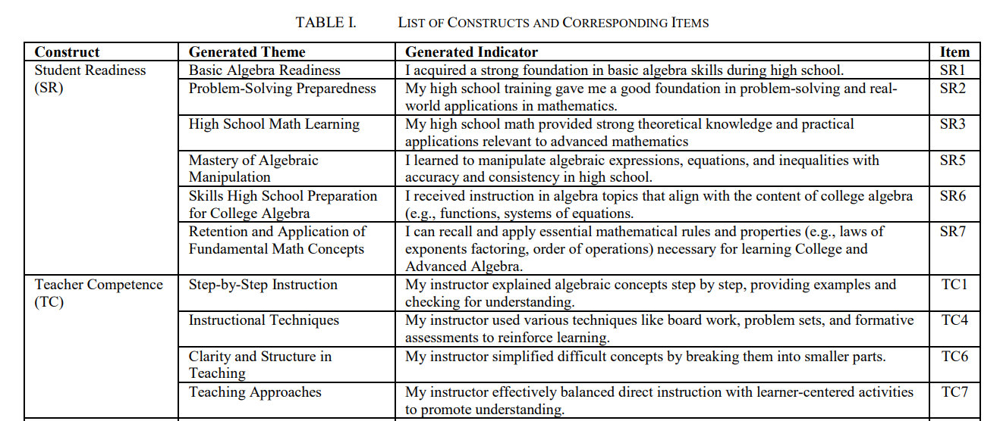 TABLE I. LIST OF CONSTRUCTS AND CORRESPONDING ITEMS
Construct Generated Theme Generated Indicator Item
Student Readiness (SR)
Basic Algebra Readiness I acquired a strong foundation in basic algebra skills during high school. SR1
Problem-Solving Preparedness My high school training gave me a good foundation in problem-solving and real-
world applications in mathematics. SR2
High School Math Learning My high school math provided strong theoretical knowledge and practical
applications relevant to advanced mathematics SR3
Mastery of Algebraic
Manipulation
I learned to manipulate algebraic expressions, equations, and inequalities with
accuracy and consistency in high school. SR5
Skills High School Preparation
for College Algebra
I received instruction in algebra topics that align with the content of college algebra
(e.g., functions, systems of equations. SR6
Retention and Application of
Fundamental Math Concepts
I can recall and apply essential mathematical rules and properties (e.g., laws of
exponents factoring, order of operations) necessary for learning College and
Advanced Algebra. SR7
Teacher Competence
(TC)
Step-by-Step Instruction My instructor explained algebraic concepts step by step, providing examples and
checking for understanding. TC1
Instructional Techniques My instructor used various techniques like board work, problem sets, and formative
assessments to reinforce learning. TC4
Clarity and Structure in
Teaching
My instructor simplified difficult concepts by breaking them into smaller parts. TC6
Teaching Approaches My instructor effectively balanced direct instruction with learner-centered activities
to promote understanding. TC7